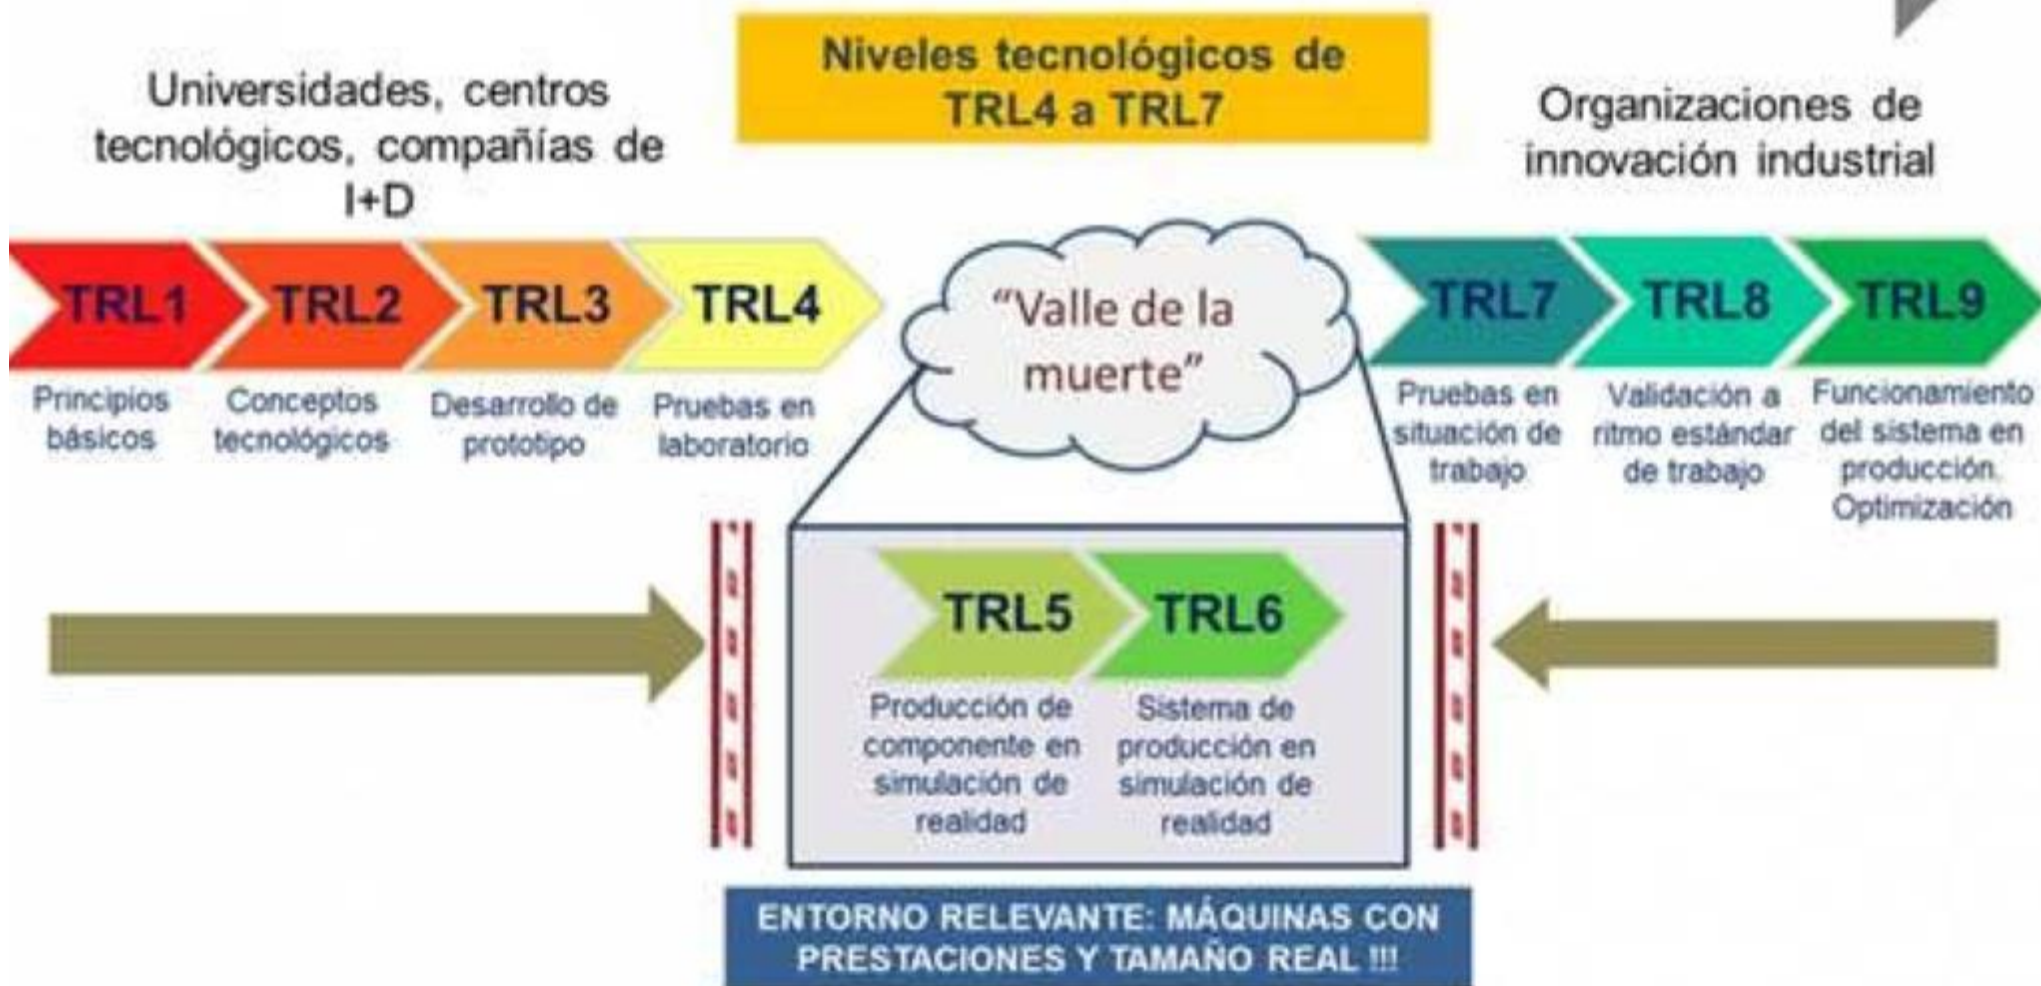 Niveles tecnológicos de
TRL4 a TRL7
Universidades, centros
tecnológicos, compañías de
I+D
Organizaciones de
innovación industrial
TRL1
TRL2
TRL3
TRL4
"Valle de la
muerte"
TRL7
TRL8
TRL9
Principios
básicos
Conceptos
tecnológicos
Desarrollo de
prototipo
Pruebas en
laboratorio
Pruebas en
situación de
trabajo
Validación a
ritmo estándar
de trabajo
Funcionamiento
del sistema en
producción.
Optimización
TRL5
TRL6
Producción de
componente en
simulación de
realidad
Sistema de
producción en
simulación de
realidad
ENTORNO RELEVANTE: MÁQUINAS CON
PRESTACIONES Y TAMAÑO REAL !!!